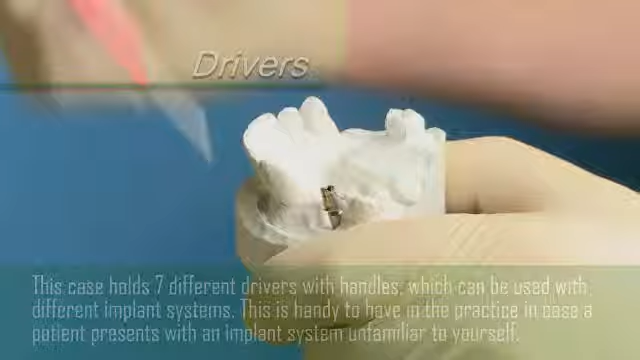 Drivers
This case holds 7 different drivers with handles, which can be used with
different implant systems. This is handy to have in the practice in case a
patient presents with an implant system unfamiliar to yourself.